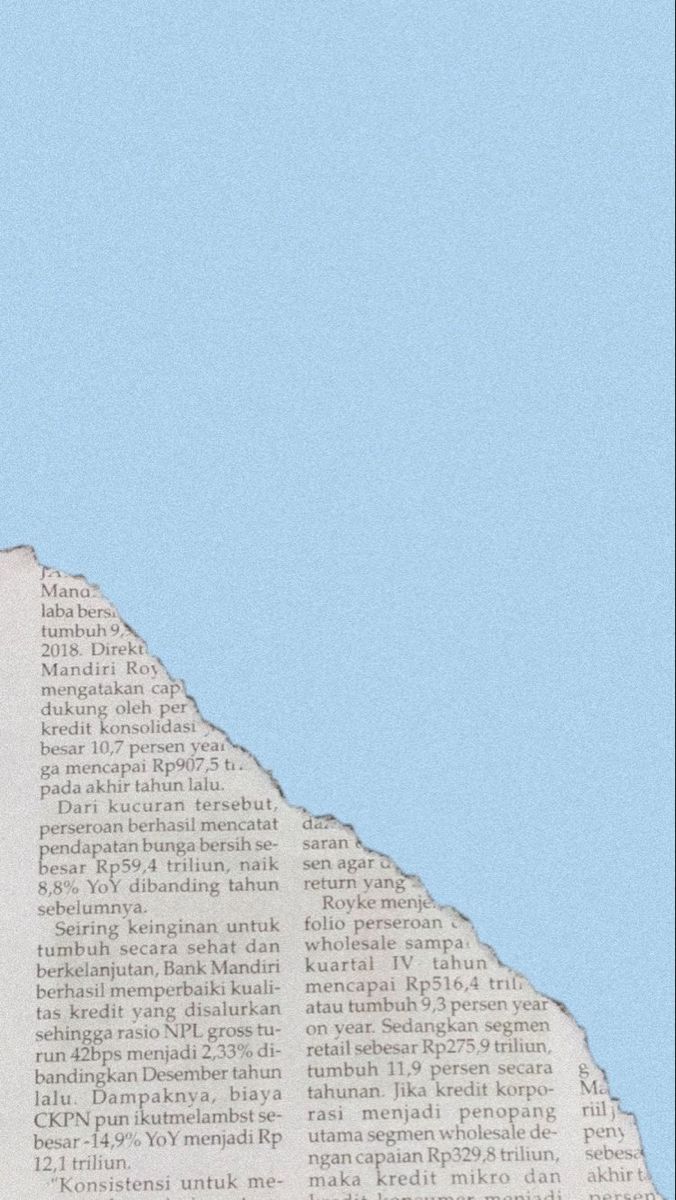 laba
tumbuh 9,
2018.
Mandiri
mengatakan
dukung oleh per
kredit konsolidasi
besar 10,7 persen year
ga mencapai Rp907,5
pada akhir tahun lalu.
Dari kucuran tersebut,
perseroan berhasil mencatat
pendapatan bunga bersih se-
besar Rp59,4 triliun, naik
8,8% YoY dibanding tahun
sebelumnya.
Seiring keinginan untuk
tumbuh secara sehat dan
berkelanjutan, Bank Mandiri
berhasil memperbaiki kuali-
tas kredit yang disalurkan
sehingga rasio NPL gross tu-
run 42bps menjadi 2,33% di-
bandingkan Desember tahun
lalu. Dampaknya, biaya
CKPN pun ikutmelambst se-
besar -14,9% YoY menjadi Rp
12,1 triliun.
"Konsistensi untuk me-
saran
sen agar
return yang
Royke
folio perseroan
wholesale
kuartal IV tahun
mencapai Rp516,4
atau tumbuh 9,3 persen year
on year. Sedangkan segmen
retail sebesar Rp275,9 triliun,
tumbuh 11,9 persen secara
tahunan. Jika kredit korpo-
rasi menjadi penopang
utama segmen wholesale de-
ngan capaian Rp329,8 triliun,
maka kredit mikro dan
kredit konsumer menjadi
g
riil
peny
akhir